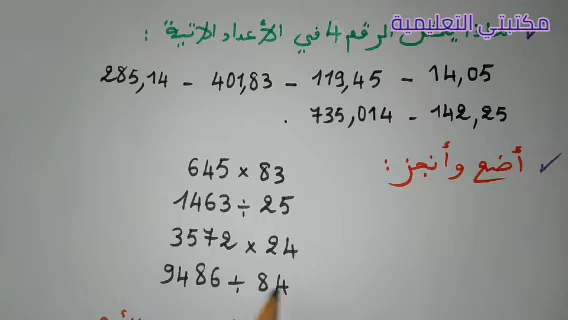 مكتبتي التعليمية
الرقم 4 في الأعداد الآتية :
14,05 - 119,45 - 401,83 - 285,14
142,25 - 735,014 .
أضع وأنجز :
645 × 83
1463 ÷ 25
3572 × 24
9486 ÷ 84